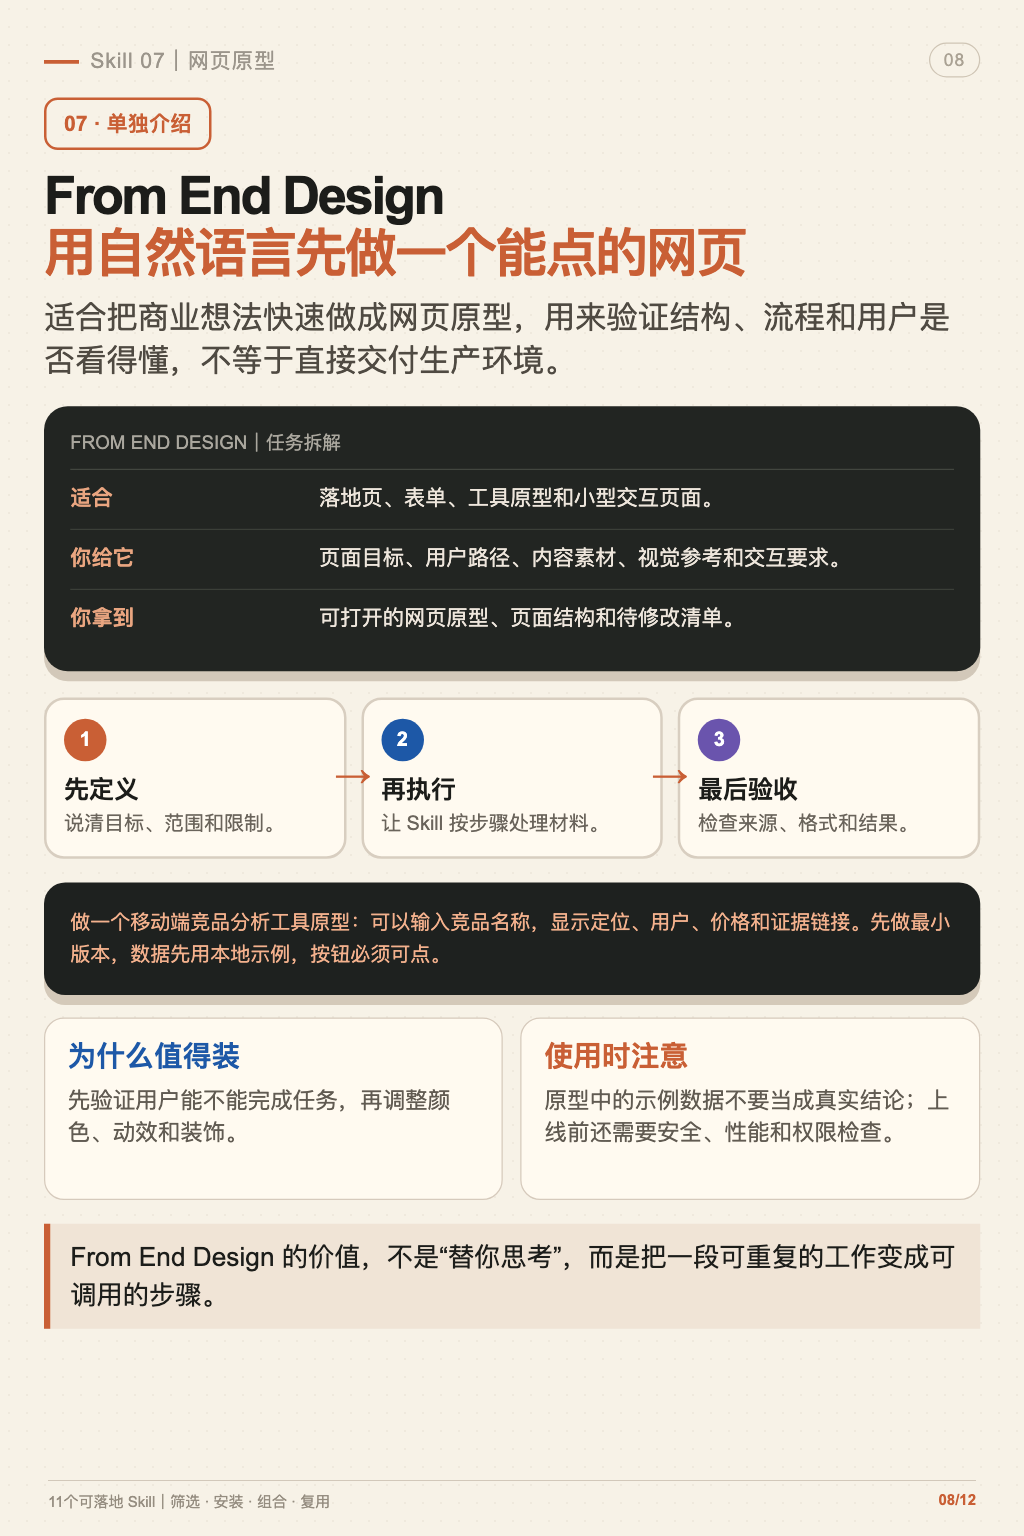 Skill 07｜网页原型
08
07 · 单独介绍
From End Design
用自然语言先做一个能点的网页
适合把商业想法快速做成网页原型，用来验证结构、流程和用户是
否看得懂，不等于直接交付生产环境。
FROM END DESIGN｜任务拆解
适合
落地页、表单、工具原型和小型交互页面。
你给它
页面目标、用户路径、内容素材、视觉参考和交互要求。
你拿到
可打开的网页原型、页面结构和待修改清单。
1
先定义
说清目标、范围和限制。
→
2
再执行
让 Skill 按步骤处理材料。
→
3
最后验收
检查来源、格式和结果。
做一个移动端竞品分析工具原型：可以输入竞品名称，显示定位、用户、价格和证据链接。先做最小
版本，数据先用本地示例，按钮必须可点。
为什么值得装
先验证用户能不能完成任务，再调整颜
色、动效和装饰。
使用时注意
原型中的示例数据不要当成真实结论；上
线前还需要安全、性能和权限检查。
From End Design 的价值，不是“替你思考”，而是把一段可重复的工作变成可
调用的步骤。
11个可落地 Skill｜筛选 · 安装 · 组合 · 复用
08/12